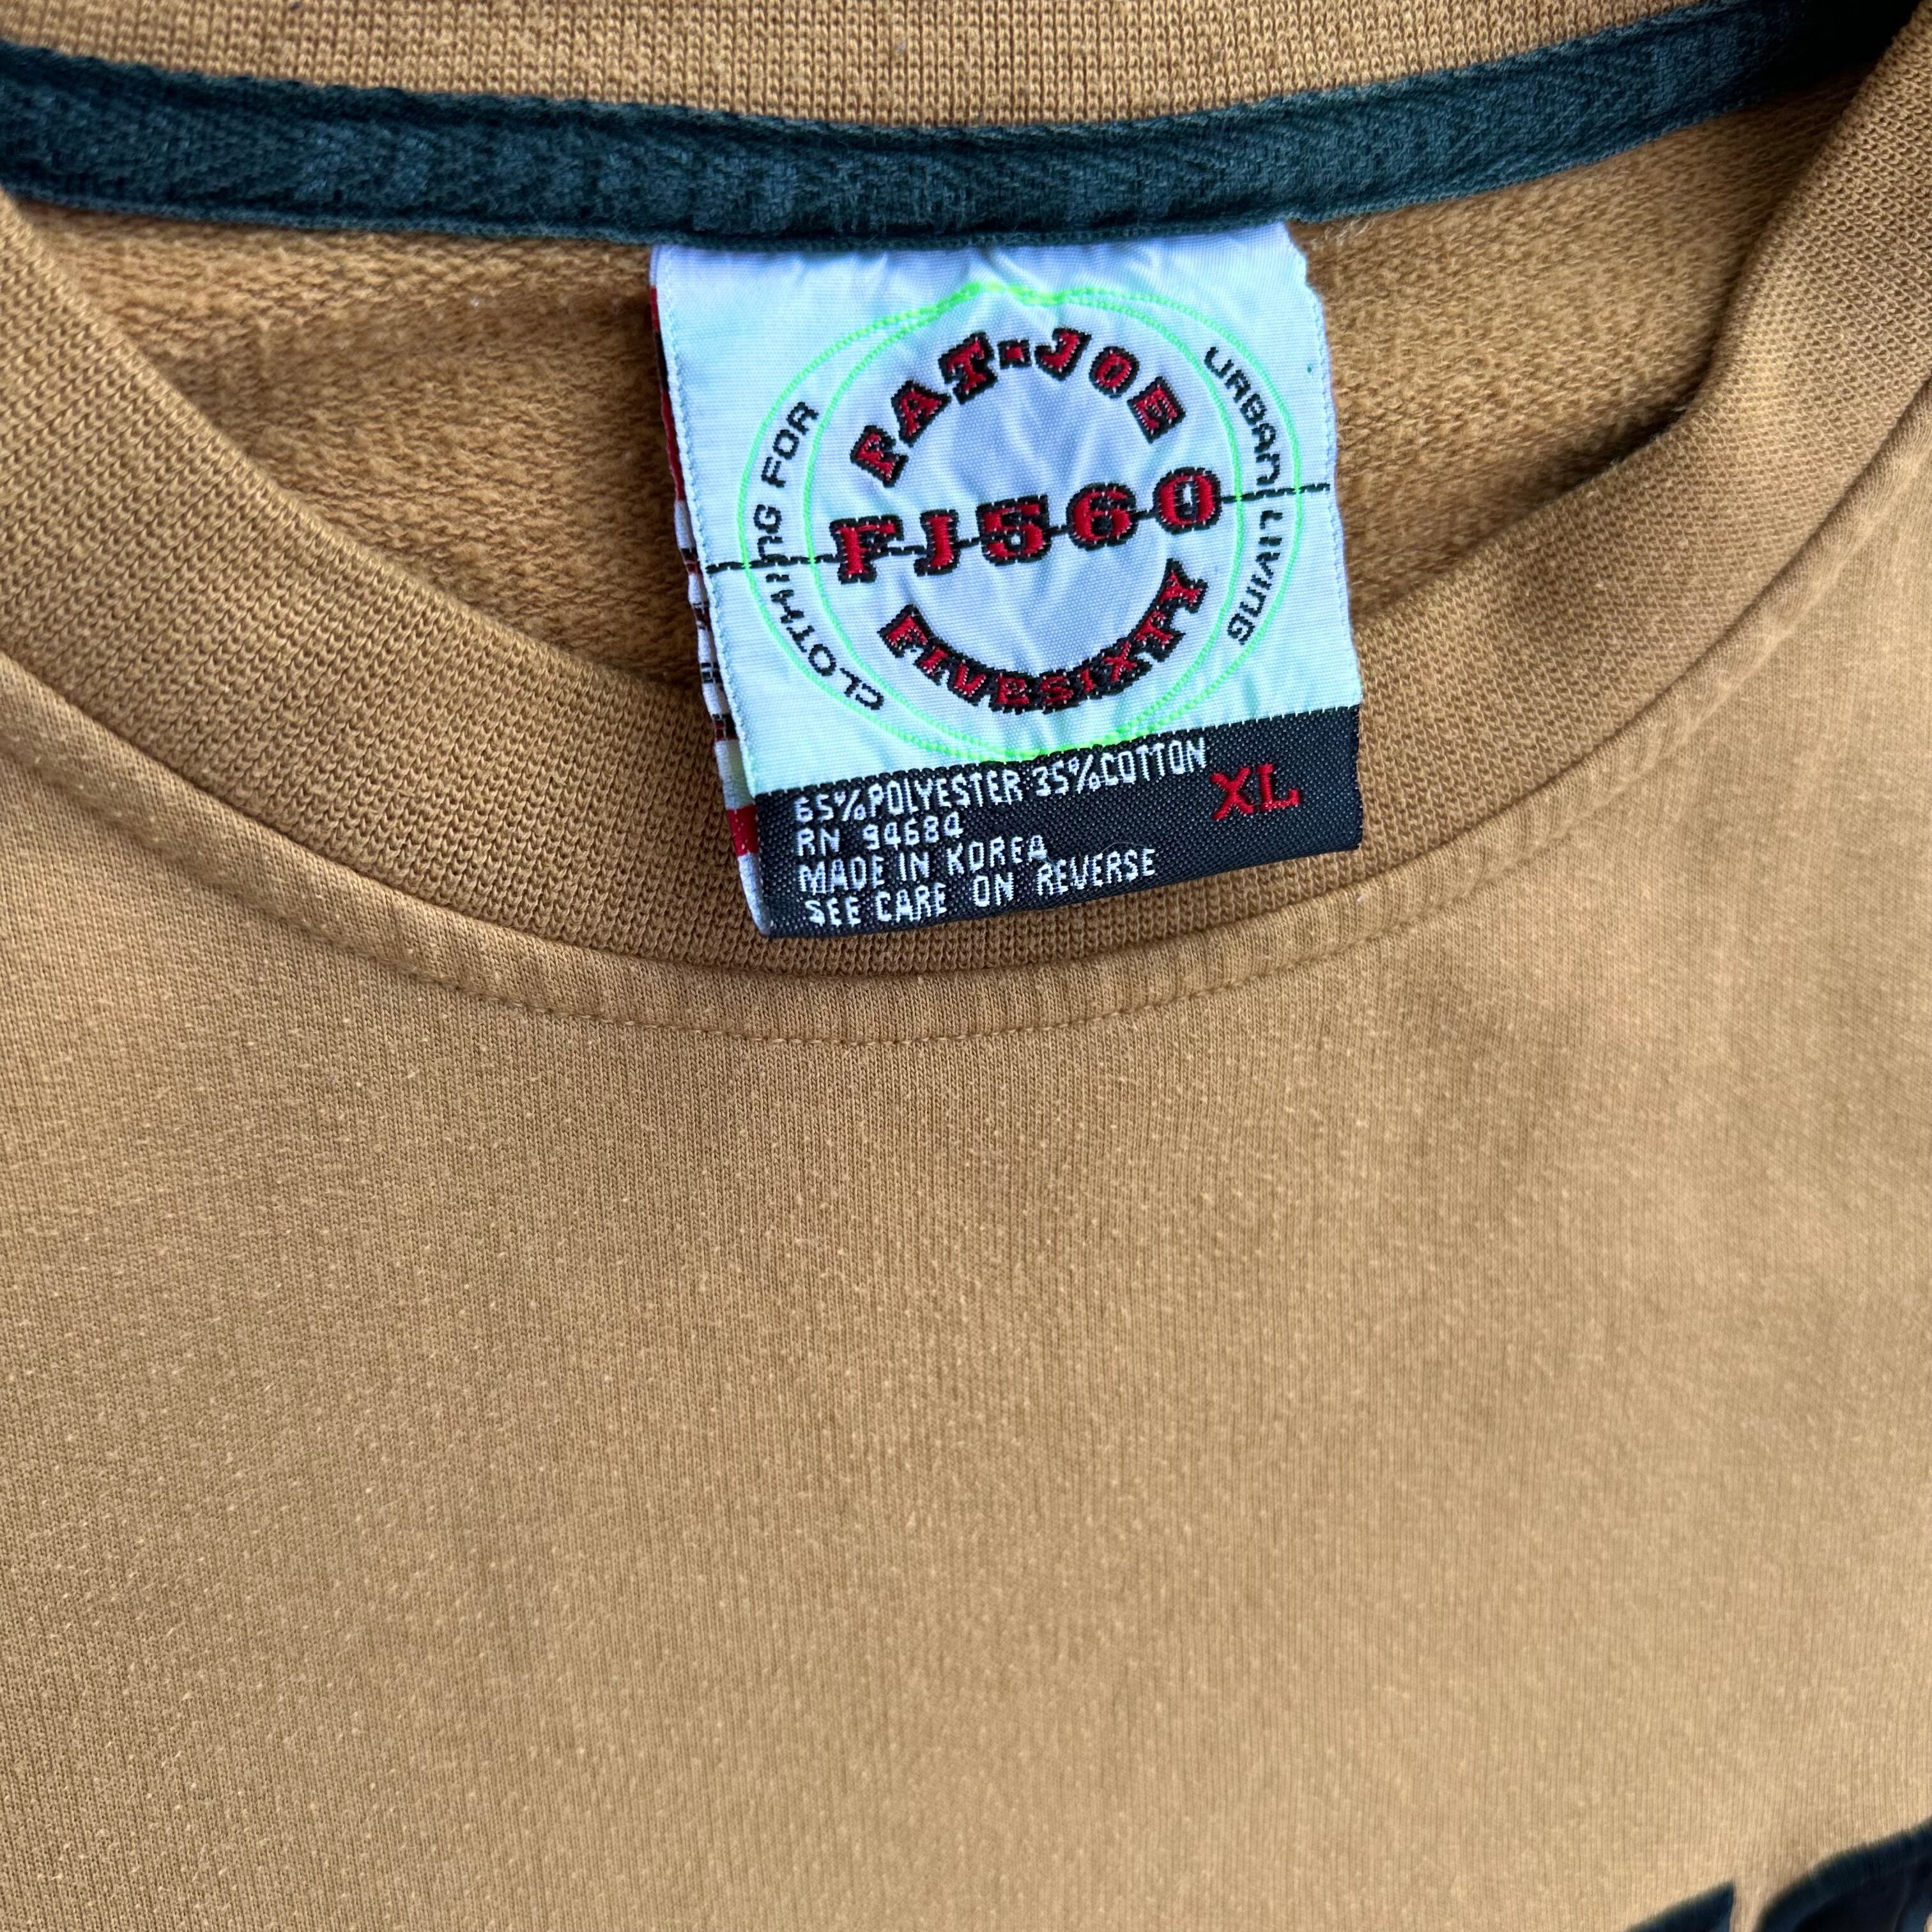 FAT-JOE
CLOTHING FOR
URBAN LIVING
FJ560
FIVESIXTY
65%POLYESTER 35%COTTON
XL
RN 94684
MADE IN KOREA
SEE CARE ON REVERSE